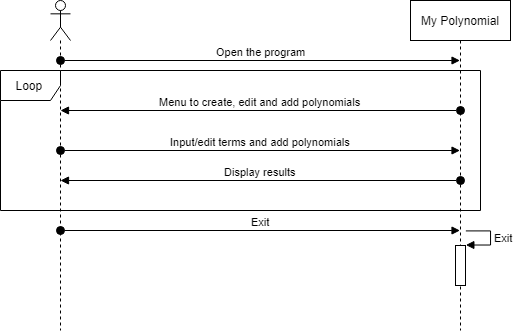 My Polynomial
Open the program
Loop
Menu to create, edit and add polynomials
Input/edit terms and add polynomials
Display results
Exit
Exit